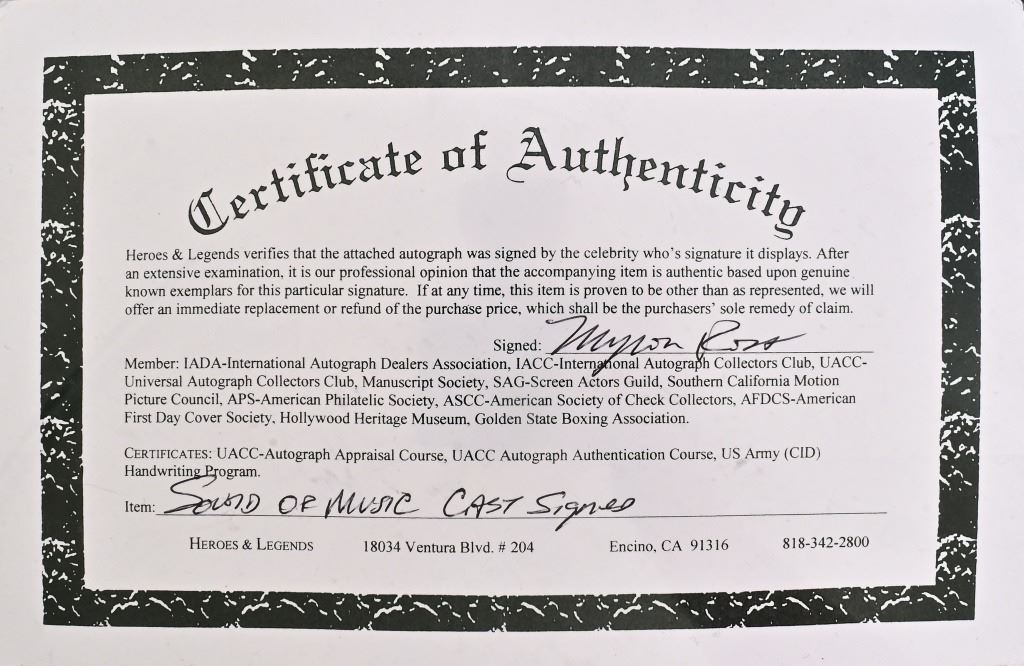 Certificate of Authenticity
Heroes & Legends verifies that the attached autograph was signed by the celebrity who's signature it displays. After
an extensive examination, it is our professional opinion that the accompanying item is authentic based upon genuine
known exemplars for this particular signature. If at any time, this item is proven to be other than as represented, we will
offer an immediate replacement or refund of the purchase price, which shall be the purchasers' sole remedy of claim.
Signed: Myron Ross
Member: IADA-International Autograph Dealers Association, IACC-International Autograph Collectors Club, UACC-
Universal Autograph Collectors Club, Manuscript Society, SAG-Screen Actors Guild, Southern California Motion
Picture Council, APS-American Philatelic Society, ASCC-American Society of Check Collectors, AFDCS-American
First Day Cover Society, Hollywood Heritage Museum, Golden State Boxing Association.
CERTIFICATES: UACC-Autograph Appraisal Course, UACC Autograph Authentication Course, US Army (CID)
Handwriting Program.
Item: SOUND OF MUSIC CAST Signed
HEROES & LEGENDS 18034 Ventura Blvd. # 204 Encino, CA 91316 818-342-2800